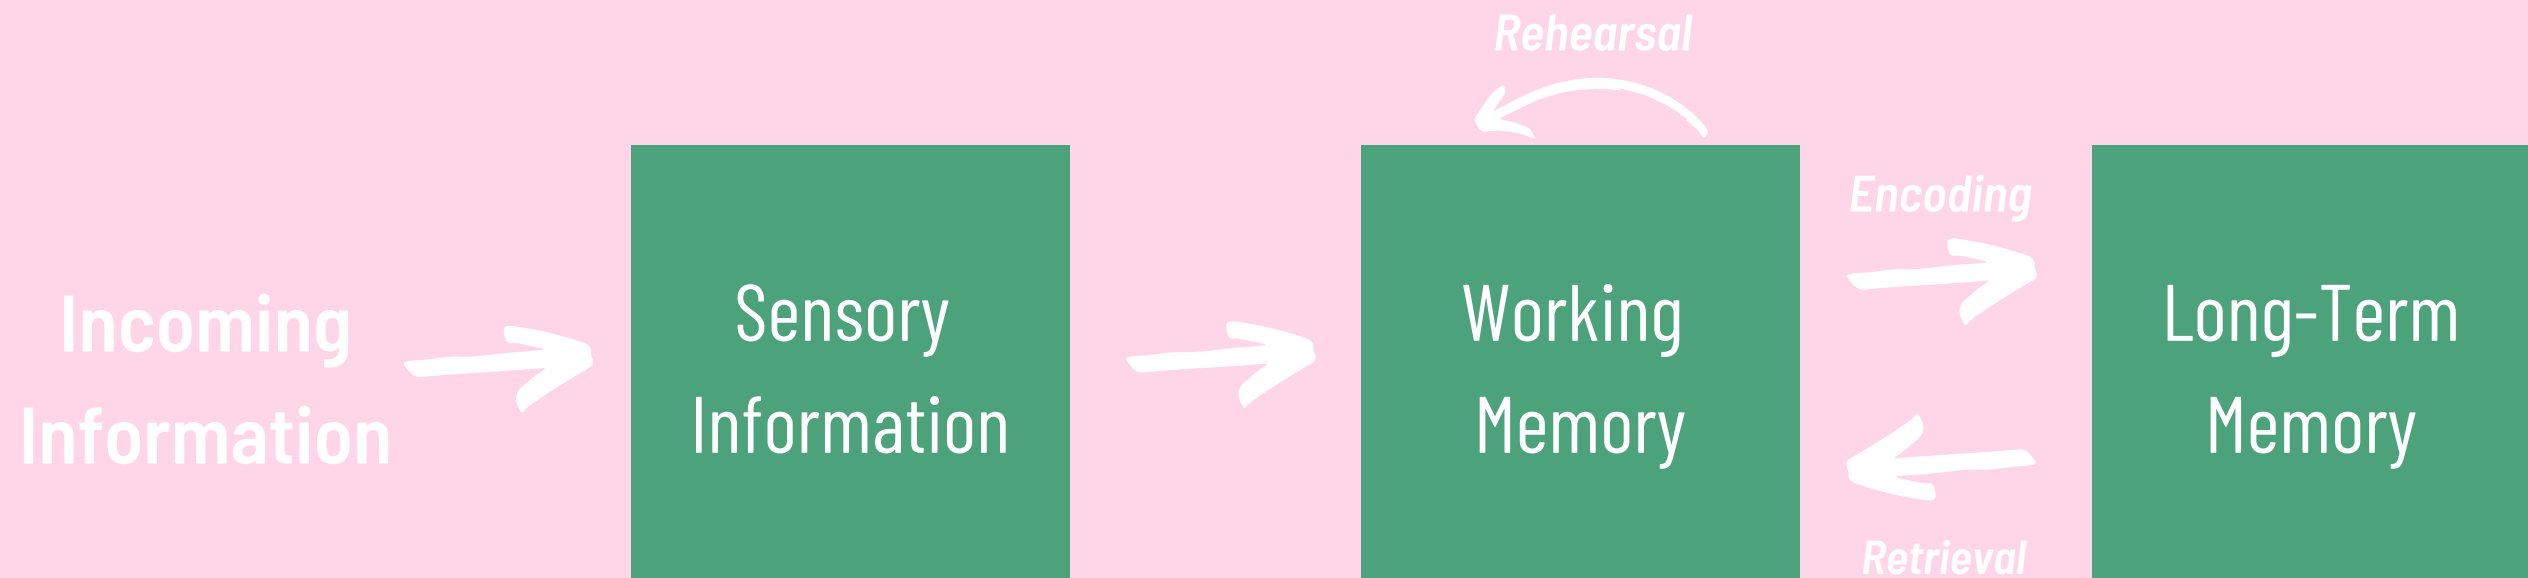 Rehearsal
Incoming
Information
Sensory
Information
Working
Memory
Encoding
Retrieval
Long-Term
Memory